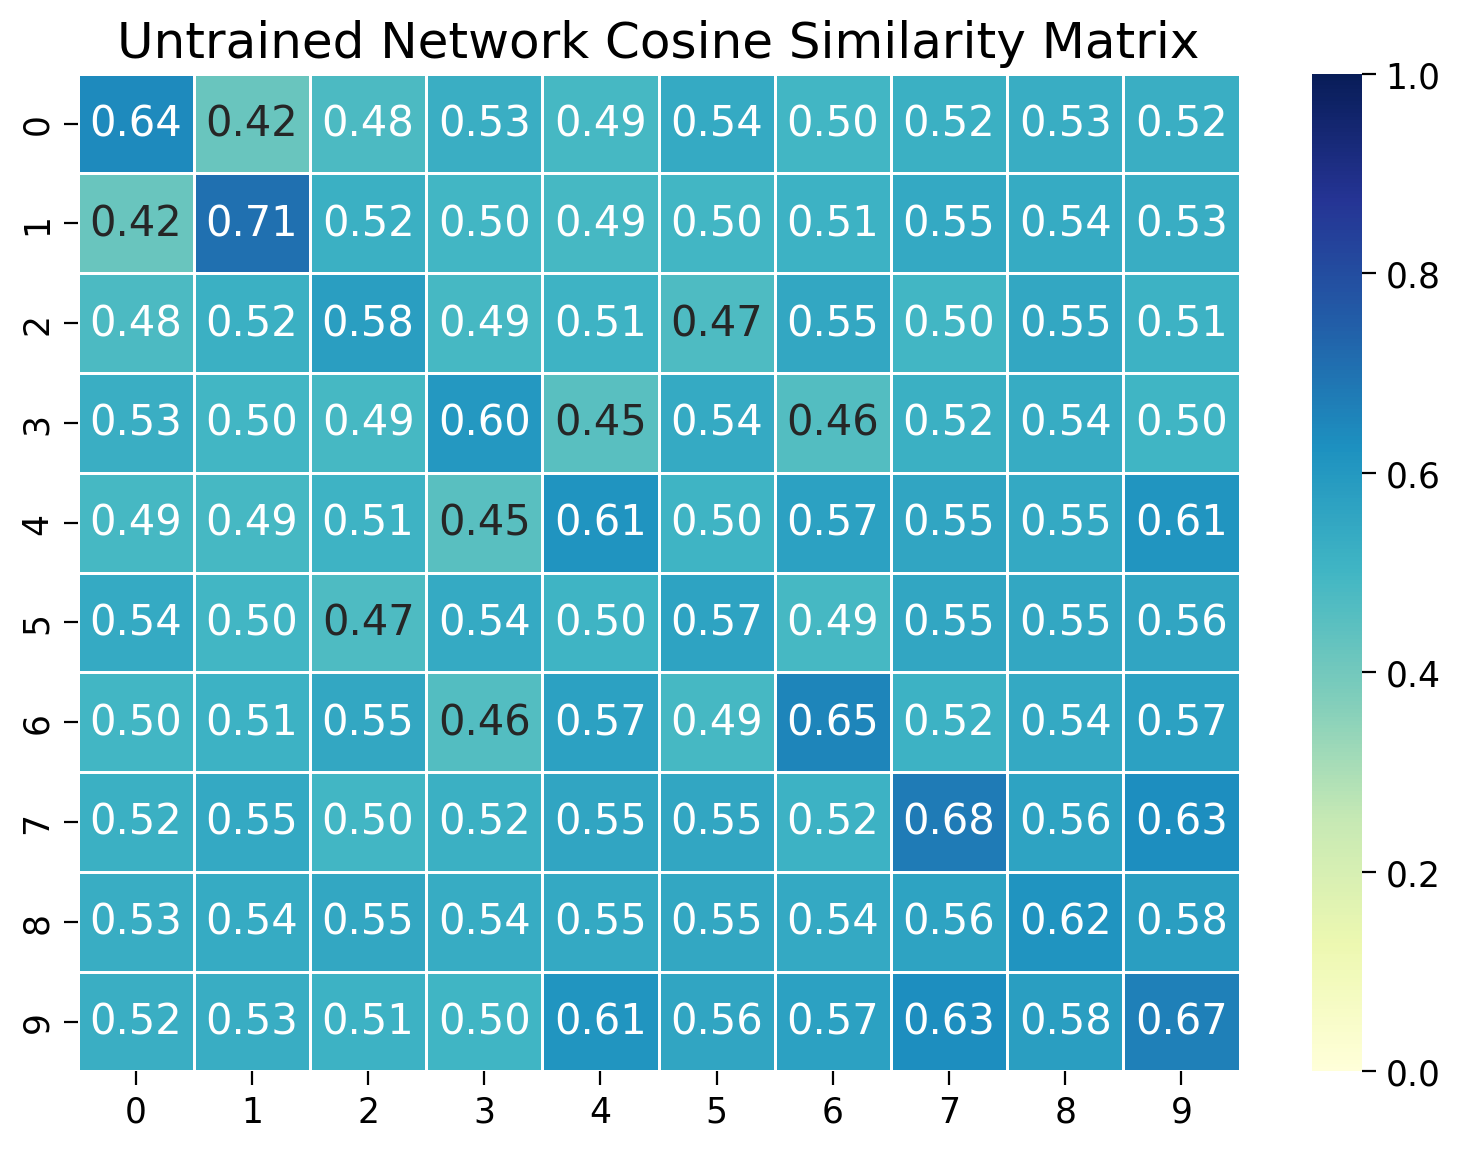 Untrained Network Cosine Similarity Matrix
0 0.64 0.42 0.48 0.53 0.49 0.54 0.50 0.52 0.53 0.52
1 0.42 0.71 0.52 0.50 0.49 0.50 0.51 0.55 0.54 0.53
2 0.48 0.52 0.58 0.49 0.51 0.47 0.55 0.50 0.55 0.51
3 0.53 0.50 0.49 0.60 0.45 0.54 0.46 0.52 0.54 0.50
4 0.49 0.49 0.51 0.45 0.61 0.50 0.57 0.55 0.55 0.61
5 0.54 0.50 0.47 0.54 0.50 0.57 0.49 0.55 0.55 0.56
6 0.50 0.51 0.55 0.46 0.57 0.49 0.65 0.52 0.54 0.57
7 0.52 0.55 0.50 0.52 0.55 0.55 0.52 0.68 0.56 0.63
8 0.53 0.54 0.55 0.54 0.55 0.55 0.54 0.56 0.62 0.58
9 0.52 0.53 0.51 0.50 0.61 0.56 0.57 0.63 0.58 0.67
0 1 2 3 4 5 6 7 8 9
1.0
0.8
0.6
0.4
0.2
0.0